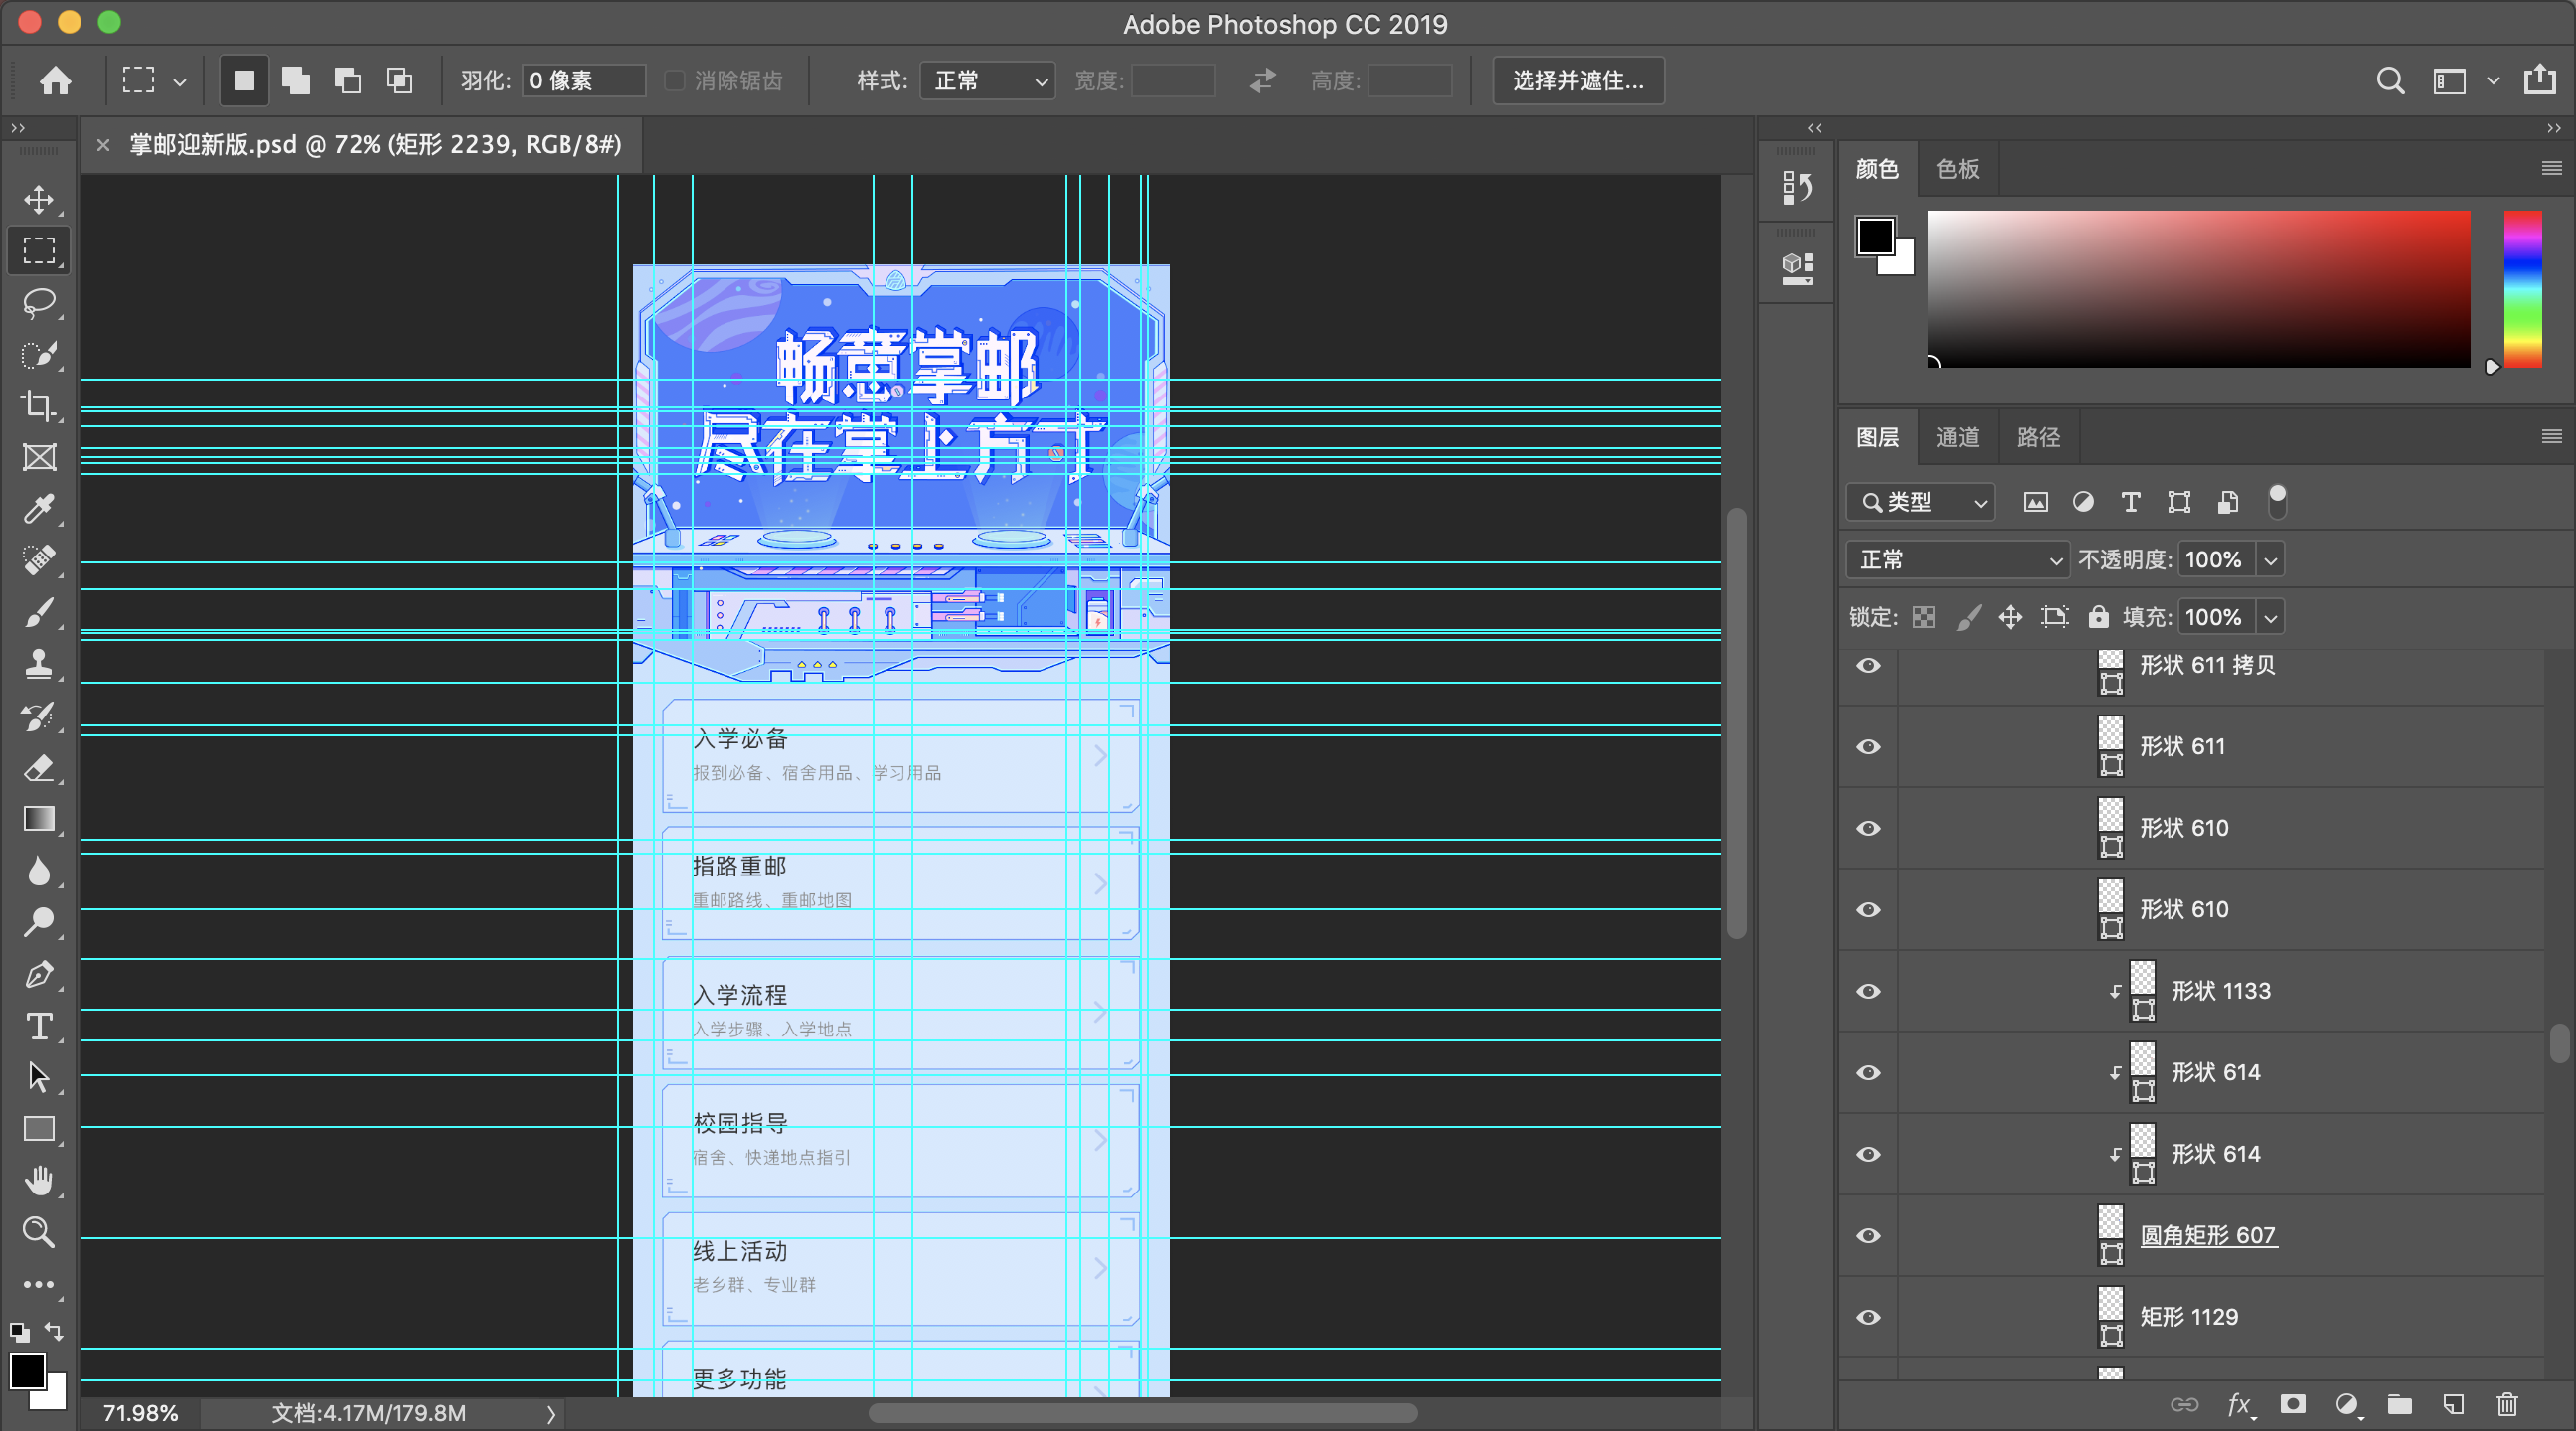 Adobe Photoshop CC 2019
羽化: 0 像素 消除锯齿 样式: 正常 宽度: 高度: 选择并遮住...
掌邮迎新版.psd @ 72% (矩形 2239, RGB/8#)
畅意掌邮
尽在掌上方寸
入学必备
报到必备、宿舍用品、学习用品
指路重邮
重邮路线、重邮地图
入学流程
入学步骤、入学地点
校园指导
宿舍、快递地点指引
线上活动
老乡群、专业群
更多功能
71.98% 文档:4.17M/179.8M
颜色 色板
图层 通道 路径
类型
正常 不透明度: 100%
锁定: 填充: 100%
形状 611 拷贝
形状 611
形状 610
形状 610
形状 1133
形状 614
形状 614
圆角矩形 607
矩形 1129
fx